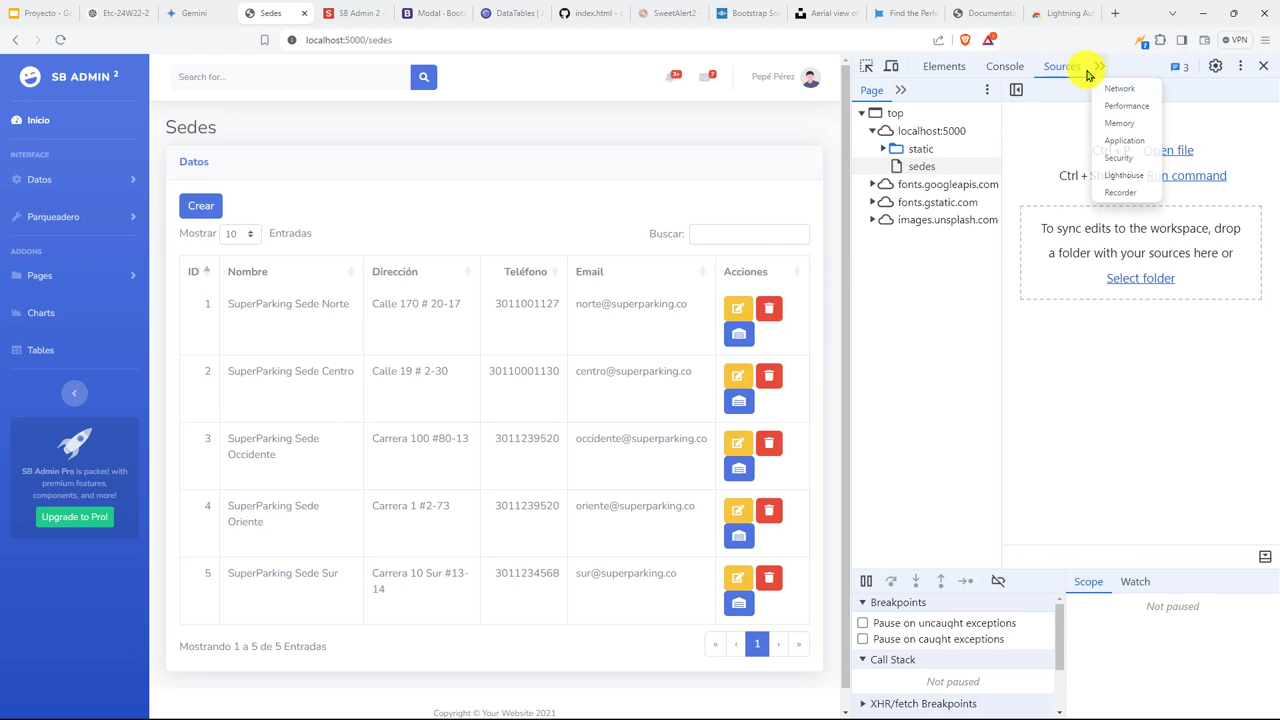 Proyecto - Go
Etc-24W22-2
Gemini
Sedes
SB Admin 2 -
Modal · Boots
DataTables |
index.html - s
SweetAlert2
Bootstrap Sni
Aerial view of
Find the Perfe
Documentati
Lightning Aut
localhost:5000/sedes
VPN
SB ADMIN 2
Search for...
3+
7
Pepé Pérez
Inicio
INTERFACE
Datos
Parqueadero
ADDONS
Pages
Charts
Tables
SB Admin Pro is packed with
premium features,
components, and more!
Upgrade to Pro!
Sedes
Datos
Crear
Mostrar 10 Entradas
Buscar:
ID Nombre Dirección Teléfono Email Acciones
1 SuperParking Sede Norte Calle 170 # 20-17 3011001127 norte@superparking.co
2 SuperParking Sede Centro Calle 19 # 2-30 30110001130 centro@superparking.co
3 SuperParking Sede Occidente Carrera 100 #80-13 3011239520 occidente@superparking.co
4 SuperParking Sede Oriente Carrera 1 #2-73 3011239520 oriente@superparking.co
5 SuperParking Sede Sur Carrera 10 Sur #13-14 3011234568 sur@superparking.co
Mostrando 1 a 5 de 5 Entradas
« ‹ 1 › »
Copyright © Your Website 2021
Elements
Console
Sources
3
Page
top
localhost:5000
static
sedes
fonts.googleapis.com
fonts.gstatic.com
images.unsplash.com
Network
Performance
Memory
Application
Security
Lighthouse
Recorder
Ctrl + P Open file
Ctrl + Sh Run command
To sync edits to the workspace, drop
a folder with your sources here or
Select folder
Breakpoints
Pause on uncaught exceptions
Pause on caught exceptions
Call Stack
Not paused
XHR/fetch Breakpoints
Scope
Watch
Not paused